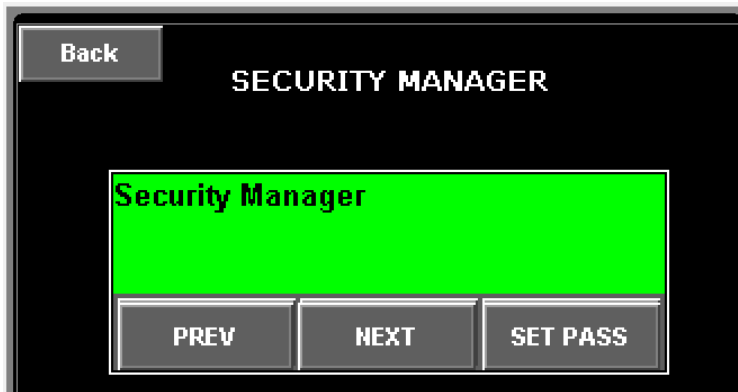 Back
SECURITY MANAGER
Security Manager
PREV NEXT SET PASS